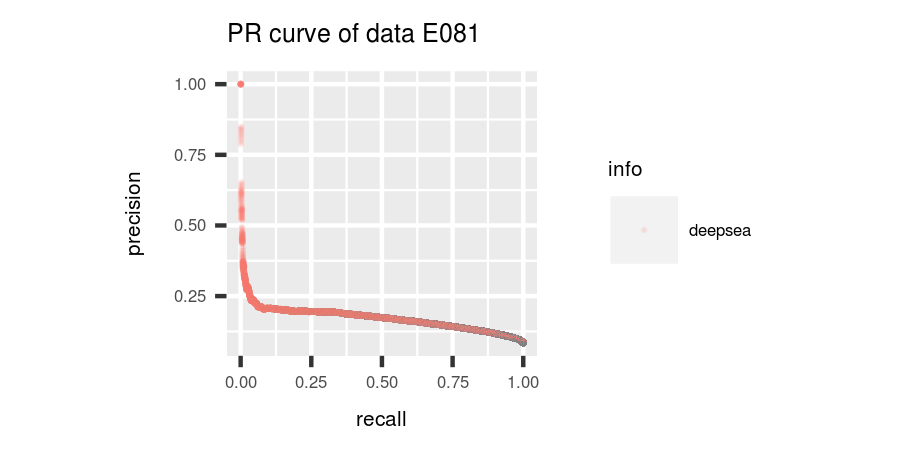 PR curve of data E081
1.00
0.75
0.50
0.25
precision
0.00 0.25 0.50 0.75 1.00
recall
info
deepsea